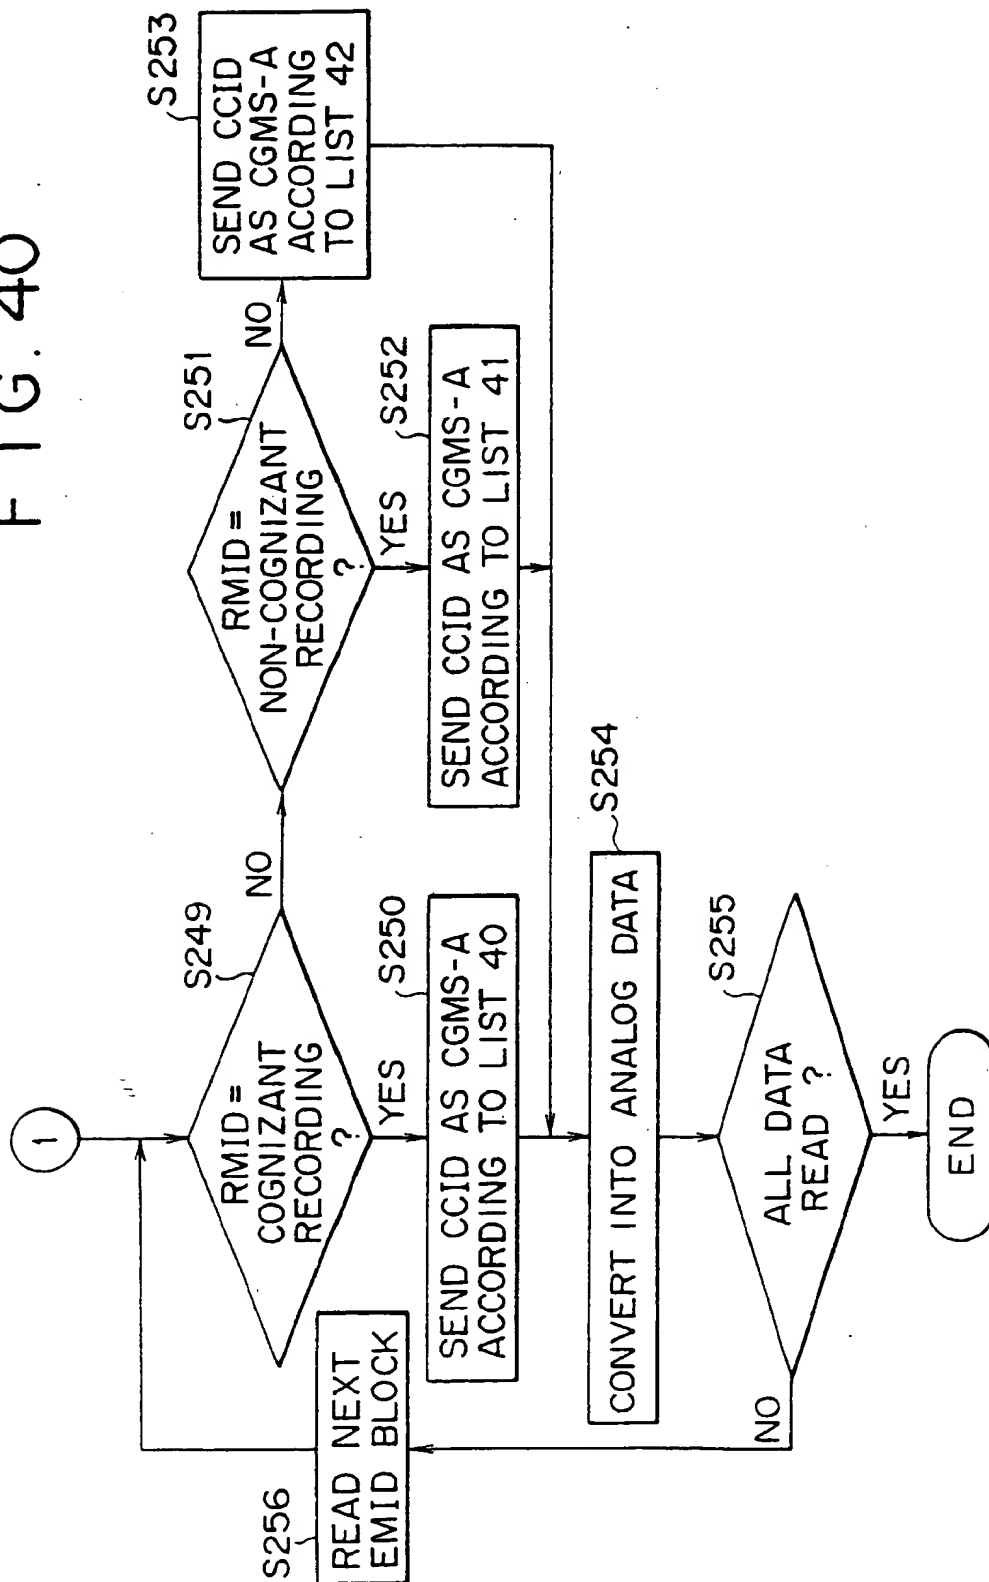 FIG. 40
1
S249
RMID=
COGNIZANT
RECORDING
?
NO
YES
S250
SEND CCID AS CGMS-A
ACCORDING TO LIST 40
S251
RMID=
NON-COGNIZANT
RECORDING
?
NO
YES
S252
SEND CCID AS CGMS-A
ACCORDING TO LIST 41
S253
SEND CCID
AS CGMS-A
ACCORDING
TO LIST 42
S254
CONVERT INTO ANALOG DATA
S255
ALL DATA
READ ?
NO
YES
S256
READ NEXT
EMID BLOCK
END